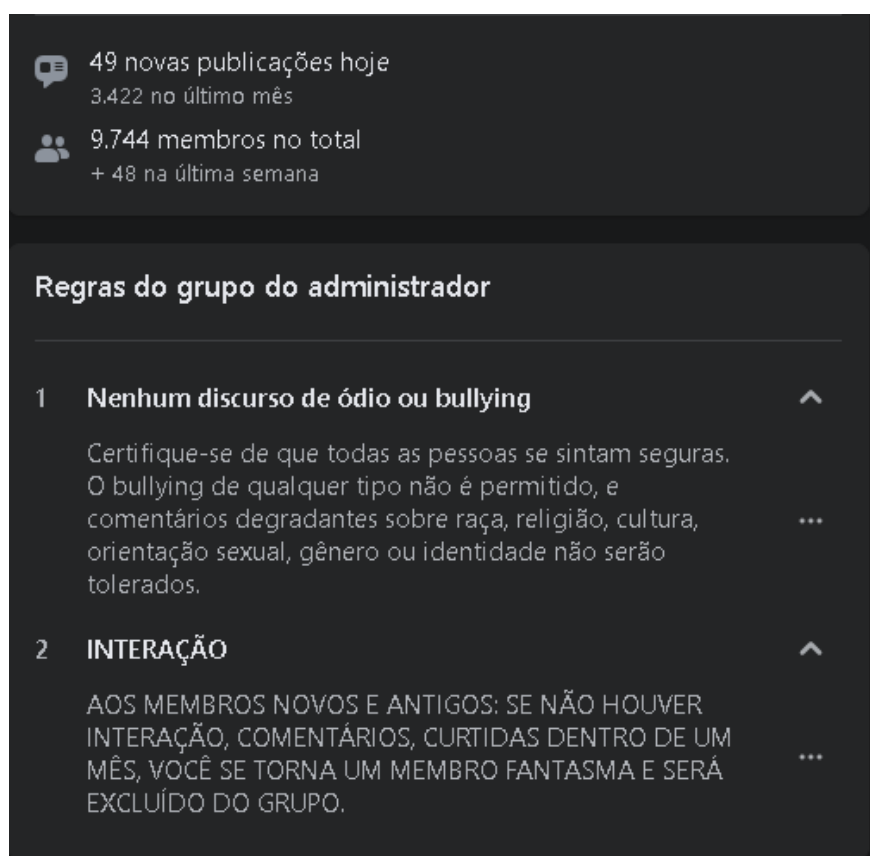 49 novas publicações hoje
3.422 no último mês
9.744 membros no total
+ 48 na última semana
Regras do grupo do administrador
1 Nenhum discurso de ódio ou bullying
Certifique-se de que todas as pessoas se sintam seguras.
O bullying de qualquer tipo não é permitido, e
comentários degradantes sobre raça, religião, cultura,
orientação sexual, gênero ou identidade não serão
tolerados.
2 INTERAÇÃO
AOS MEMBROS NOVOS E ANTIGOS: SE NÃO HOUVER
INTERAÇÃO, COMENTÁRIOS, CURTIDAS DENTRO DE UM
MÊS, VOCÊ SE TORNA UM MEMBRO FANTASMA E SERÁ
EXCLUÍDO DO GRUPO.